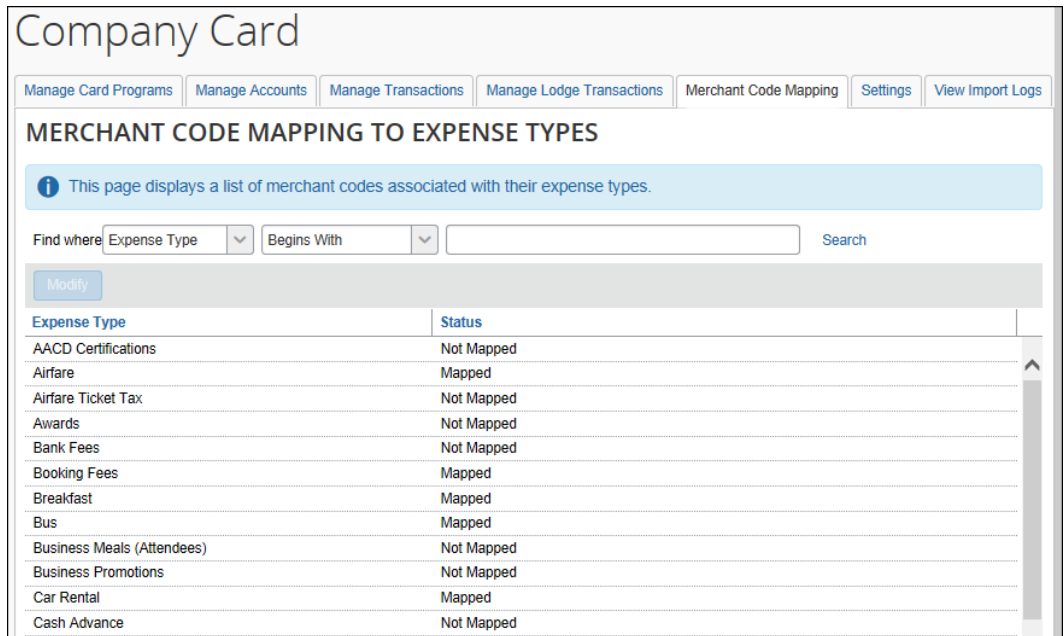 Company Card
Manage Card Programs Manage Accounts Manage Transactions Manage Lodge Transactions Merchant Code Mapping Settings View Import Logs
MERCHANT CODE MAPPING TO EXPENSE TYPES
This page displays a list of merchant codes associated with their expense types.
Find where Expense Type Begins With Search
Modify
Expense Type Status
AACD Certifications Not Mapped
Airfare Mapped
Airfare Ticket Tax Not Mapped
Awards Not Mapped
Bank Fees Not Mapped
Booking Fees Mapped
Breakfast Mapped
Bus Mapped
Business Meals (Attendees) Not Mapped
Business Promotions Not Mapped
Car Rental Mapped
Cash Advance Not Mapped